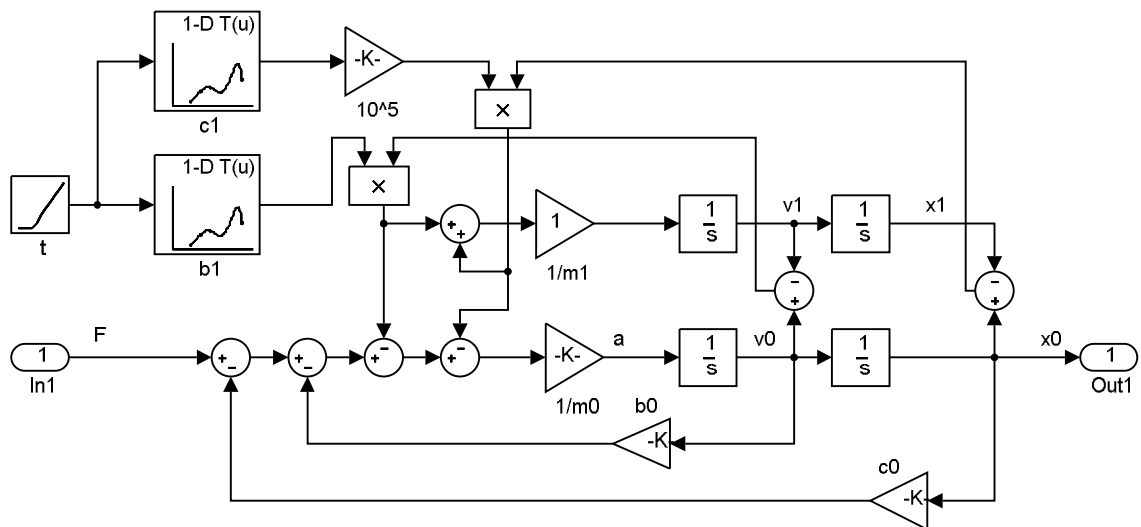 1-D T(u)
c1
-K-
10^5
×
1-D T(u)
b1
×
t
+
+
1
1/m1
1
s
v1
1
s
x1
-
+
-
+
F
1
In1
+
-
+
-
+
-
+
-
-K-
1/m0
a
1
s
v0
1
s
x0
1
Out1
b0
-K-
c0
-K-